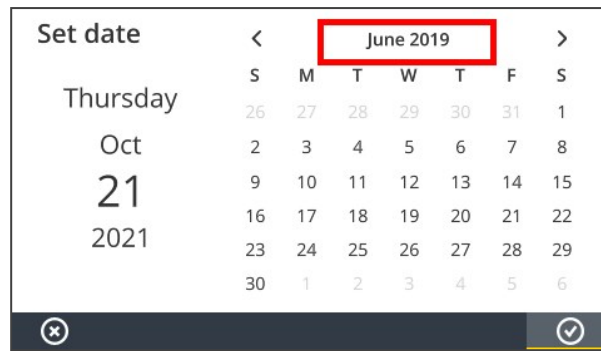 Set date
Thursday
Oct
21
2021
June 2019
S M T W T F S
26 27 28 29 30 31 1
2 3 4 5 6 7 8
9 10 11 12 13 14 15
16 17 18 19 20 21 22
23 24 25 26 27 28 29
30 1 2 3 4 5 6